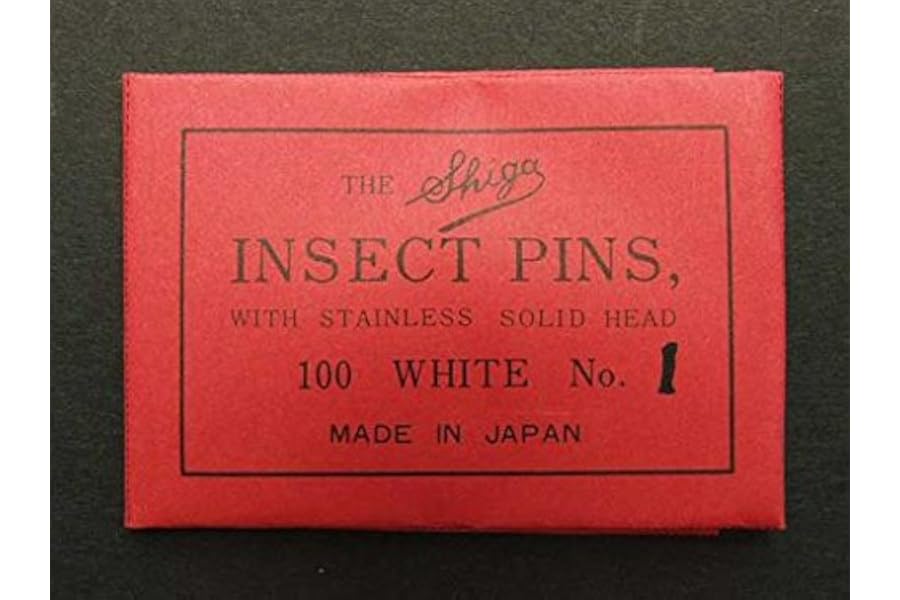 THE Shiga
INSECT PINS,
WITH STAINLESS SOLID HEAD
100 WHITE No. 1
MADE IN JAPAN